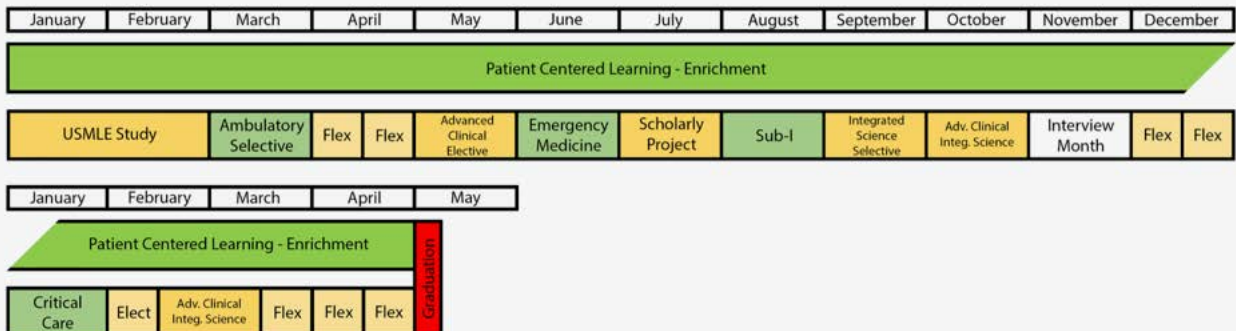 January February March April May June July August September October November December
Patient Centered Learning - Enrichment
USMLE Study
Ambulatory
Selective
Flex
Flex
Advanced
Clinical
Elective
Emergency
Medicine
Scholarly
Project
Sub-I
Integrated
Science
Selective
Adv. Clinical
Integ. Science
Interview
Month
Flex
Flex
January February March April May
Patient Centered Learning - Enrichment
Graduation
Critical
Care
Elect
Adv. Clinical
Integ. Science
Flex
Flex
Flex